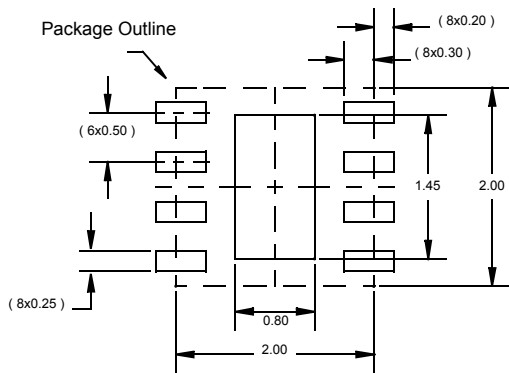 ( 8x0.20 )
Package Outline
( 8x0.30 )
( 6x0.50 )
1.45
2.00
( 8x0.25 )
0.80
2.00